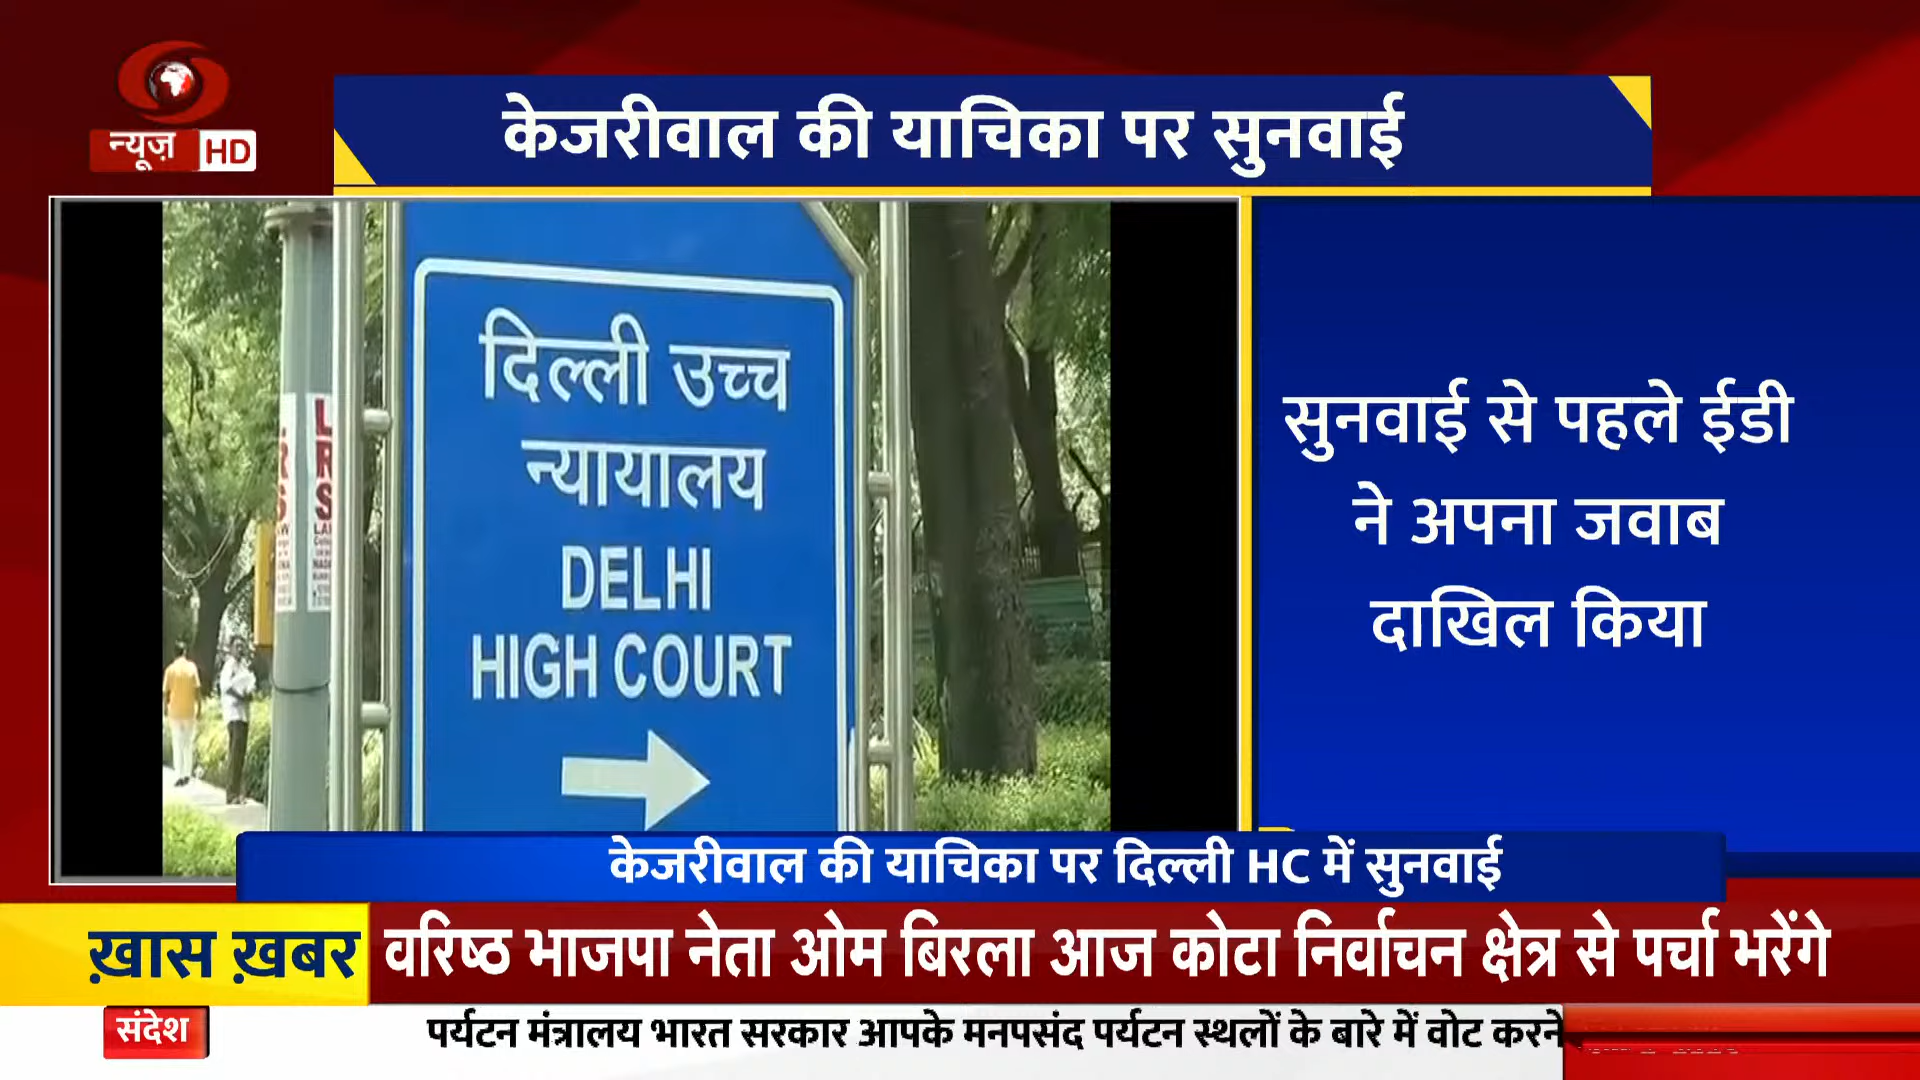 न्यूज़ HD
केजरीवाल की याचिका पर सुनवाई
दिल्ली उच्च
न्यायालय
DELHI
HIGH COURT
सुनवाई से पहले ईडी
ने अपना जवाब
दाखिल किया
केजरीवाल की याचिका पर दिल्ली HC में सुनवाई
ख़ास ख़बर
वरिष्ठ भाजपा नेता ओम बिरला आज कोटा निर्वाचन क्षेत्र से पर्चा भरेंगे
संदेश
पर्यटन मंत्रालय भारत सरकार आपके मनपसंद पर्यटन स्थलों के बारे में वोट करने